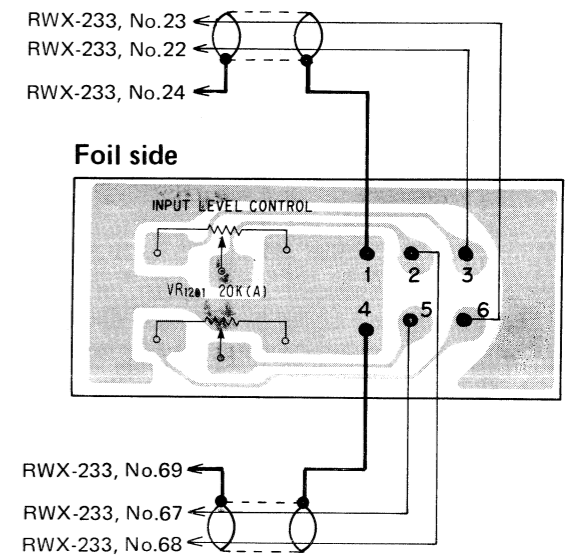 RWX-233, No.23
RWX-233, No.22
RWX-233, No.24
Foil side
INPUT LEVEL CONTROL
VR1201 20K(A)
1 2 3
4 5 6
RWX-233, No.69
RWX-233, No.67
RWX-233, No.68